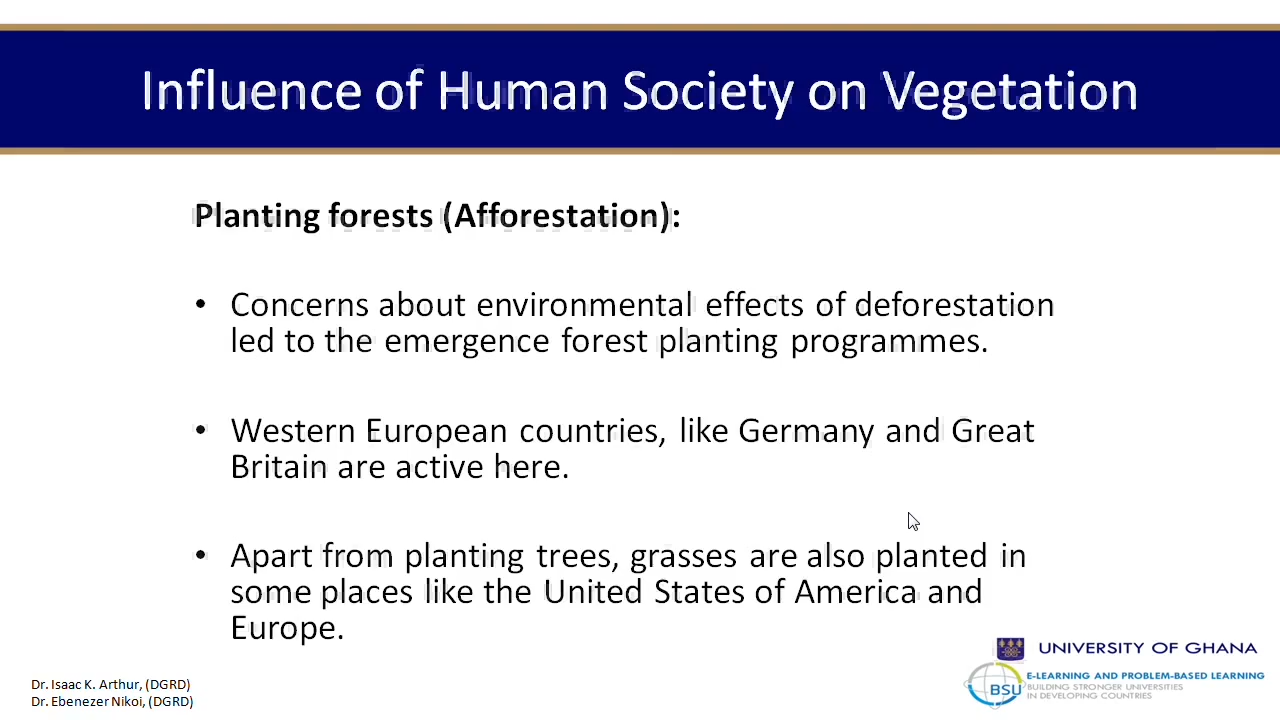 Influence of Human Society on Vegetation
Planting forests (Afforestation):
• Concerns about environmental effects of deforestation
led to the emergence forest planting programmes.
• Western European countries, like Germany and Great
Britain are active here.
• Apart from planting trees, grasses are also planted in
some places like the United States of America and
Europe.
Dr. Isaac K. Arthur, (DGRD)
Dr. Ebenezer Nikoi, (DGRD)
UNIVERSITY OF GHANA
BSU
E-LEARNING AND PROBLEM-BASED LEARNING
BUILDING STRONGER UNIVERSITIES
IN DEVELOPING COUNTRIES